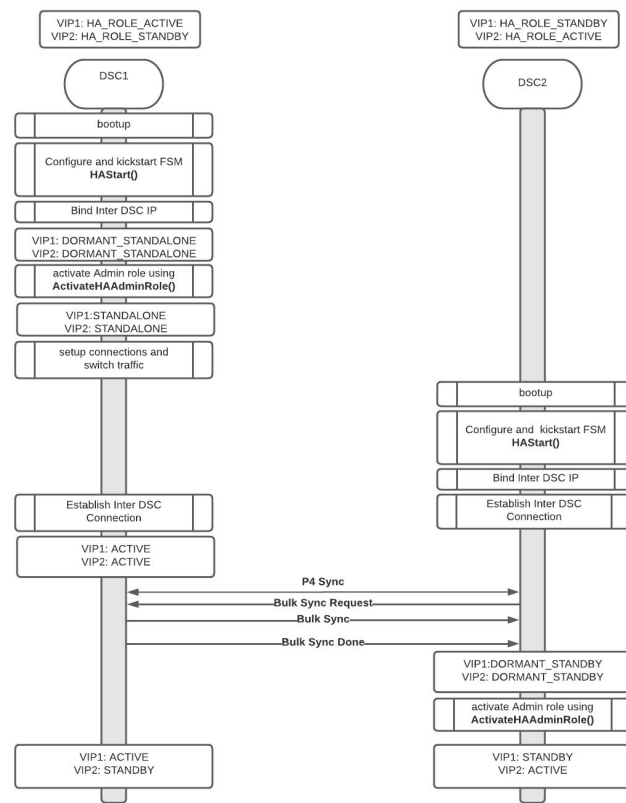 VIP1: HA_ROLE_ACTIVE
VIP2: HA_ROLE_STANDBY
VIP1: HA_ROLE_STANDBY
VIP2: HA_ROLE_ACTIVE
DSC1
DSC2
bootup
Configure and kickstart FSM
HAStart()
Bind Inter DSC IP
VIP1: DORMANT_STANDALONE
VIP2: DORMANT_STANDALONE
activate Admin role using
ActivateHAAdminRole()
VIP1:STANDALONE
VIP2: STANDALONE
setup connections and
switch traffic
bootup
Configure and kickstart FSM
HAStart()
Bind Inter DSC IP
Establish Inter DSC
Connection
Establish Inter DSC
Connection
VIP1: ACTIVE
VIP2: ACTIVE
P4 Sync
Bulk Sync Request
Bulk Sync
Bulk Sync Done
VIP1:DORMANT_STANDBY
VIP2: DORMANT_STANDBY
activate Admin role using
ActivateHAAdminRole()
VIP1: ACTIVE
VIP2: STANDBY
VIP1: STANDBY
VIP2: ACTIVE